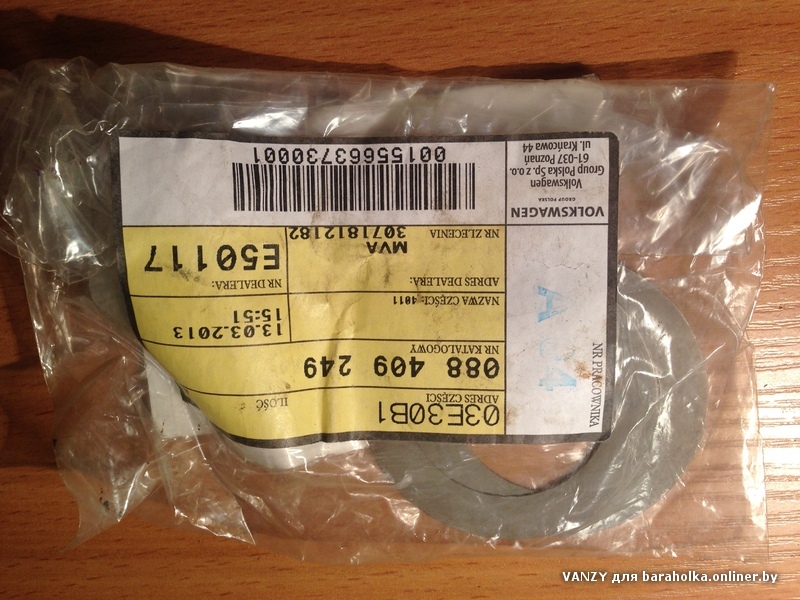 VOLKSWAGEN
GROUP POLSKA
Volkswagen
Group Polska Sp. z o.o.
61-037 Poznań
ul. Krańcowa 44
0015563730001
NR PRACOWNIKA
ADRES CZĘŚCI
03E30B1
ILOŚĆ
NR KATALOGOWY
088 409 249
NAZWA CZĘŚCI: 4011
13.03.2013
15:51
ADRES DEALERA:
MVA
NR DEALERA:
E50117
NR ZLECENIA
3071812182
VANZY для baraholka.onliner.by